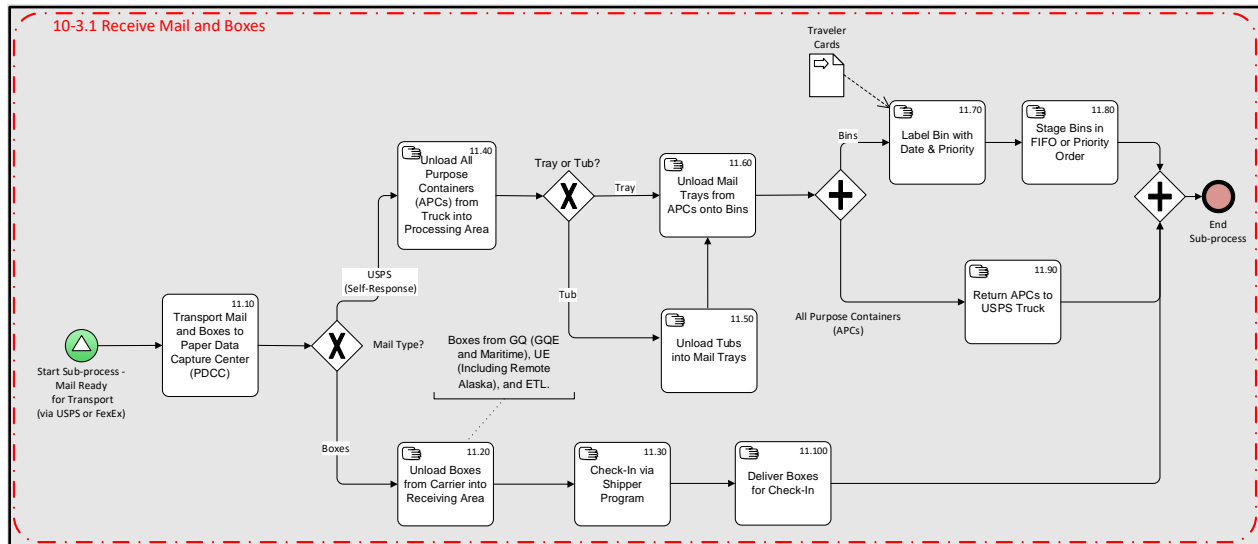 10-3.1 Receive Mail and Boxes
Traveler
Cards
11.70
Label Bin with
Date & Priority
11.80
Stage Bins in
FIFO or Priority
Order
Bins
11.40
Unload All
Purpose
Containers
(APCs) from
Truck into
Processing Area
Tray or Tub?
Tray
11.60
Unload Mail
Trays from
APCs onto Bins
End
Sub-process
USPS
(Self-Response)
Tub
11.90
Return APCs to
USPS Truck
All Purpose Containers
(APCs)
11.10
Transport Mail
and Boxes to
Paper Data
Capture Center
(PDCC)
Mail Type?
11.50
Unload Tubs
into Mail Trays
Start Sub-process -
Mail Ready
for Transport
(via USPS or FexEx)
Boxes from GQ (GQE
and Maritime), UE
(Including Remote
Alaska), and ETL.
Boxes
11.20
Unload Boxes
from Carrier into
Receiving Area
11.30
Check-In via
Shipper
Program
11.100
Deliver Boxes
for Check-In